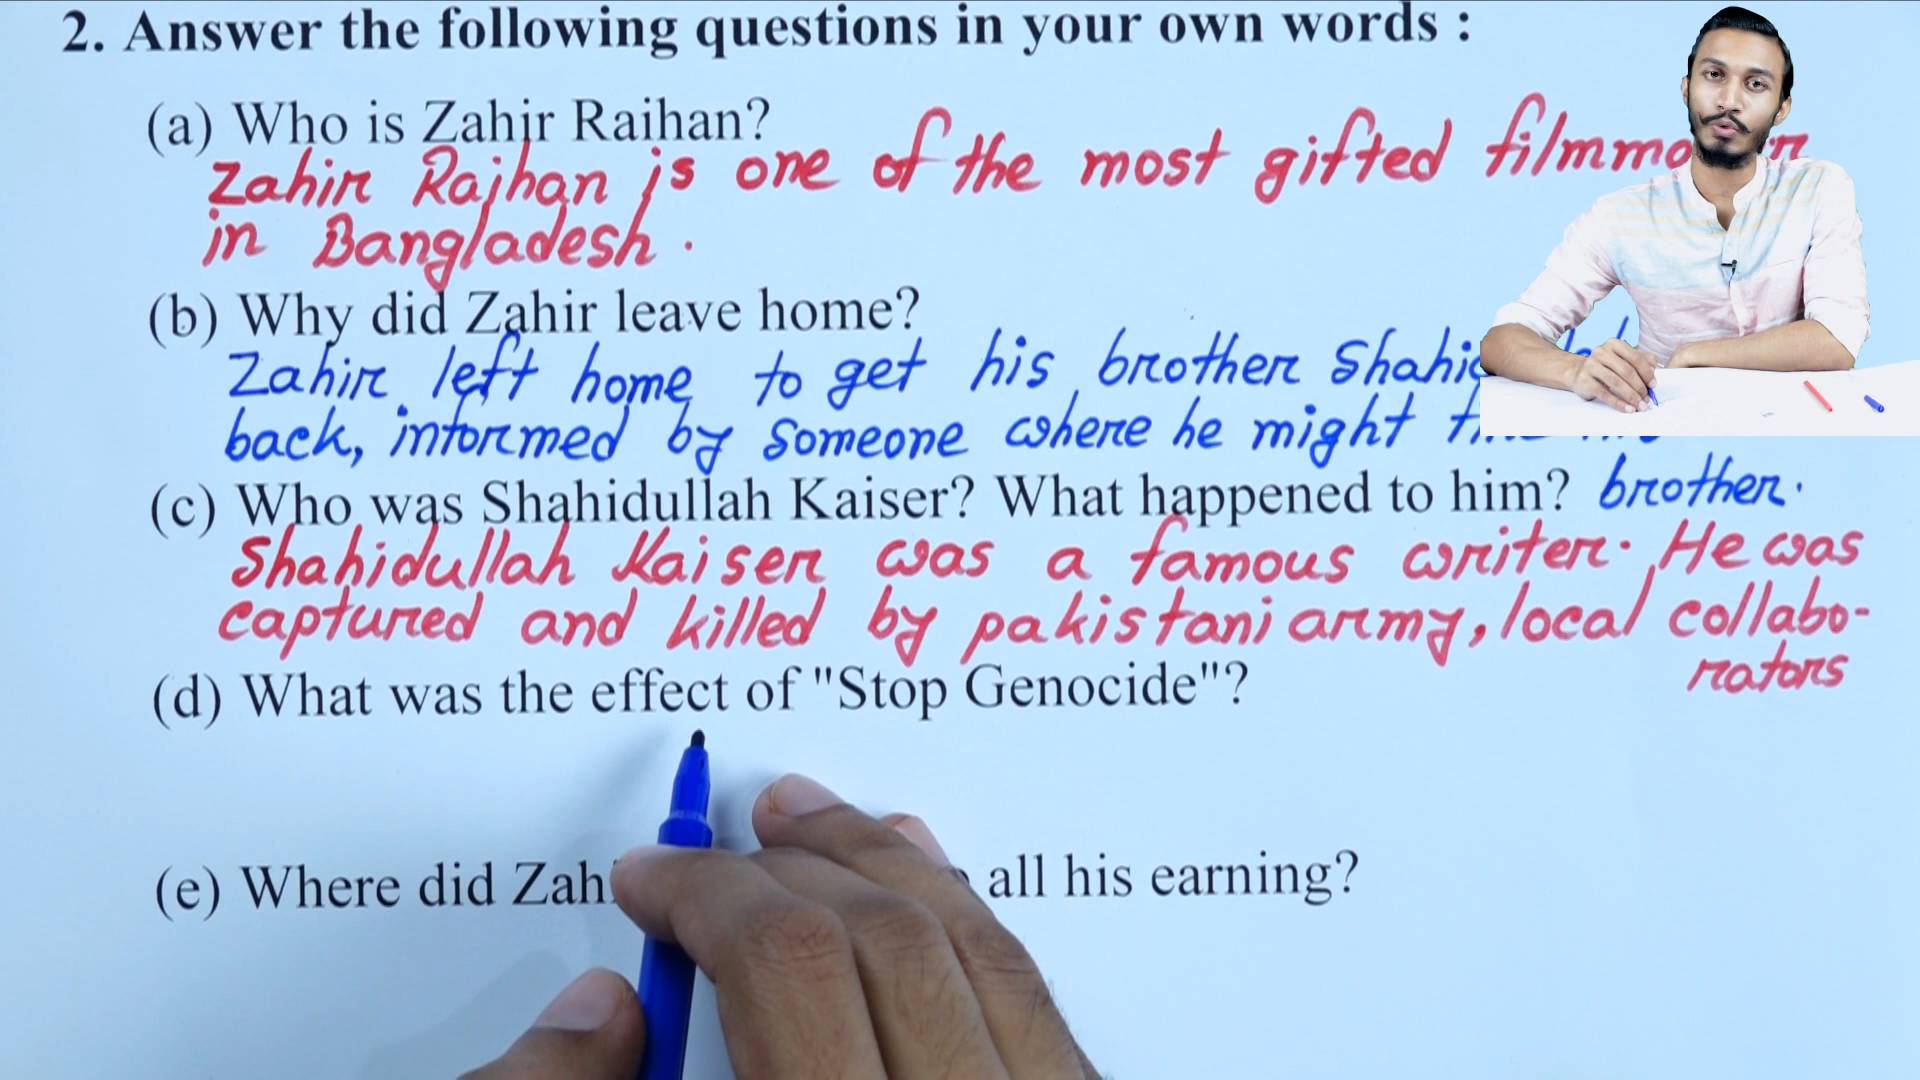 2. Answer the following questions in your own words :
(a) Who is Zahir Raihan?
Zahir Raihan is one of the most gifted
in Bangladesh.
(b) Why did Zahir leave home?
Zahir left home to get his brother
back, informed by someone where he might
(c) Who was Shahidullah Kaiser? What happened to him? brother.
Shahidullah Kaiser was a famous writer. He was
captured and killed by pakistani army, local collabo-
rators
(d) What was the effect of "Stop Genocide"?
(e) Where did all his earning?